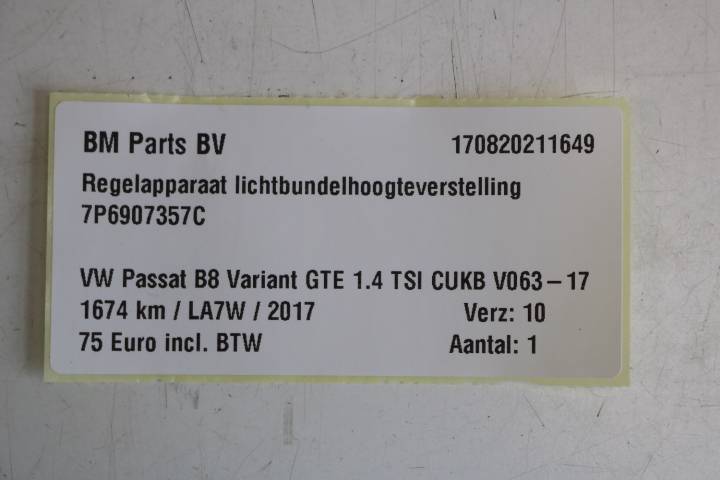 BM Parts BV 170820211649
Regelapparaat lichtbundelhoogteverstelling
7P6907357C
VW Passat B8 Variant GTE 1.4 TSI CUKB V063-17
1674 km / LA7W / 2017 Verz: 10
75 Euro incl. BTW Aantal: 1